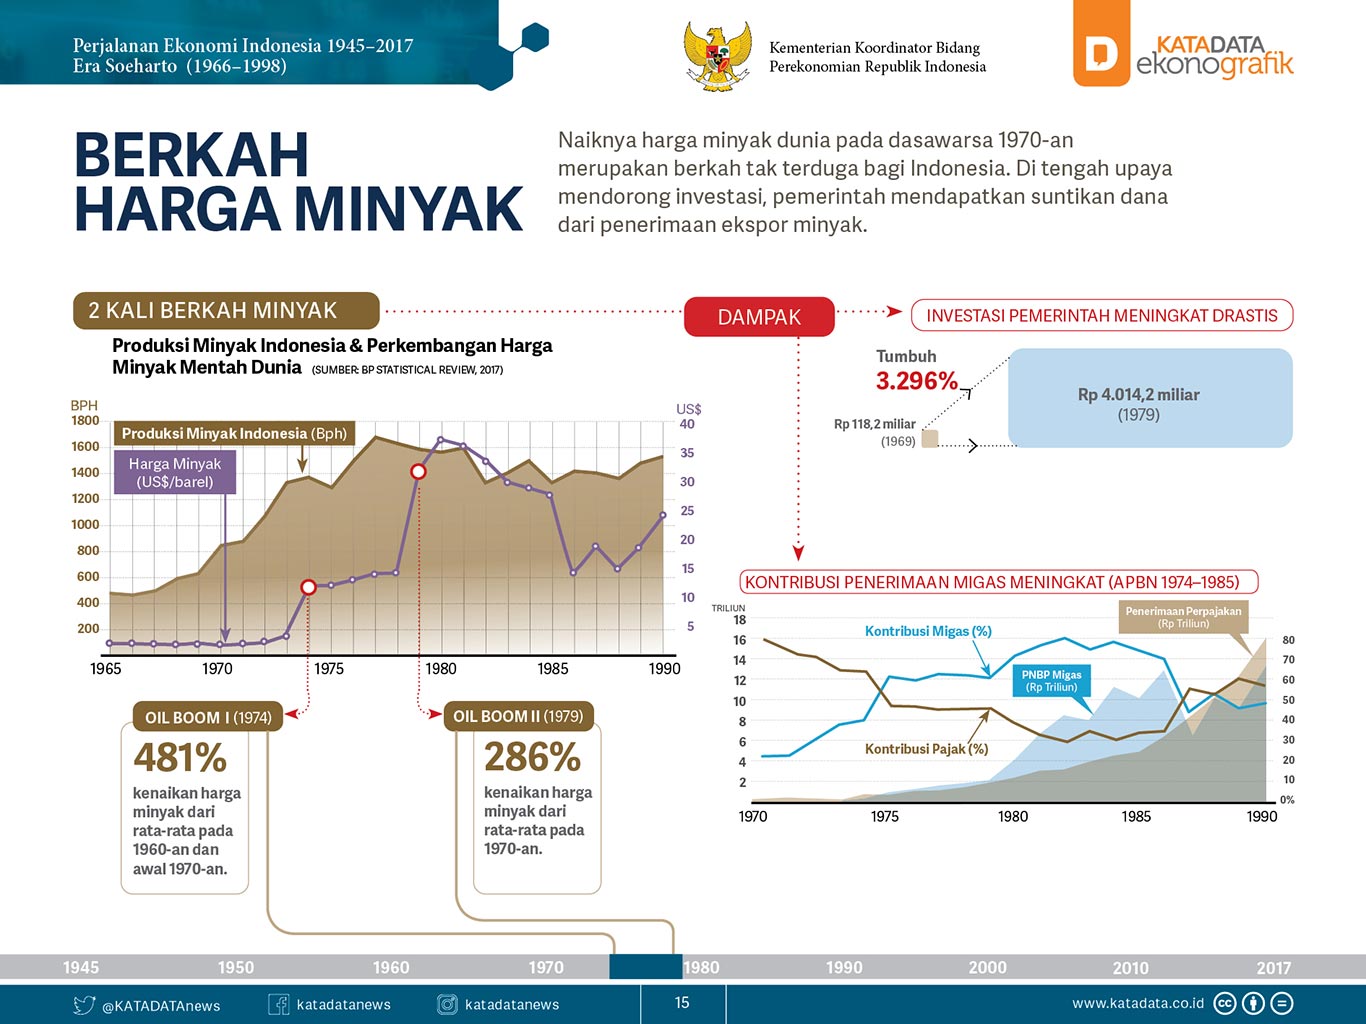 Perjalanan Ekonomi Indonesia 1945–2017
Era Soeharto (1966–1998)
Kementerian Koordinator Bidang
Perekonomian Republik Indonesia
D
KATADATA
ekonografik
BERKAH
HARGA MINYAK
Naiknya harga minyak dunia pada dasawarsa 1970-an
merupakan berkah tak terduga bagi Indonesia. Di tengah upaya
mendorong investasi, pemerintah mendapatkan suntikan dana
dari penerimaan ekspor minyak.
2 KALI BERKAH MINYAK
DAMPAK
INVESTASI PEMERINTAH MENINGKAT DRASTIS
Produksi Minyak Indonesia & Perkembangan Harga
Minyak Mentah Dunia (SUMBER: BP STATISTICAL REVIEW, 2017)
BPH
1800
1600
1400
1200
1000
800
600
400
200
US$
40
35
30
25
20
15
10
5
Produksi Minyak Indonesia (Bph)
Harga Minyak
(US$/barel)
1965 1970 1975 1980 1985 1990
Tumbuh
3.296%
Rp 118,2 miliar
(1969)
Rp 4.014,2 miliar
(1979)
KONTRIBUSI PENERIMAAN MIGAS MENINGKAT (APBN 1974–1985)
TRILIUN
18
16
14
12
10
8
6
4
2
Kontribusi Migas (%)
PNBP Migas
(Rp Triliun)
Penerimaan Perpajakan
(Rp Triliun)
Kontribusi Pajak (%)
80
70
60
50
40
30
20
10
0%
1970 1975 1980 1985 1990
OIL BOOM I (1974)
481%
kenaikan harga
minyak dari
rata-rata pada
1960-an dan
awal 1970-an.
OIL BOOM II (1979)
286%
kenaikan harga
minyak dari
rata-rata pada
1970-an.
1945 1950 1960 1970 1980 1990 2000 2010 2017
@KATADATAnews
katadatanews
katadatanews
15
www.katadata.co.id
cc